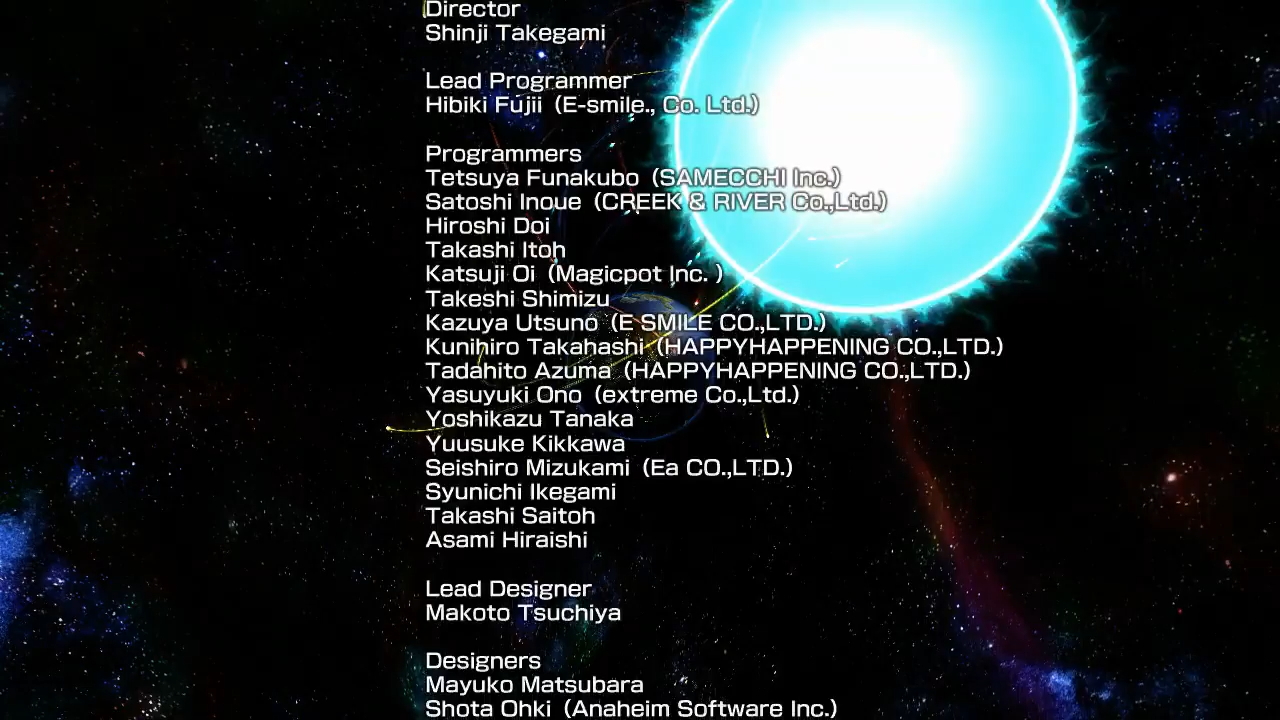 Director
Shinji Takegami
Lead Programmer
Hibiki Fujii (E-smile., Co. Ltd.)
Programmers
Tetsuya Funakubo (SAMECCHI Inc.)
Satoshi Inoue (CREEK & RIVER Co.,Ltd.)
Hiroshi Doi
Takashi Itoh
Katsuji Oi (Magicpot Inc. )
Takeshi Shimizu
Kazuya Utsuno (E SMILE CO.,LTD.)
Kunihiro Takahashi (HAPPYHAPPENING CO.,LTD.)
Tadahito Azuma (HAPPYHAPPENING CO.,LTD.)
Yasuyuki Ono (extreme Co.,Ltd.)
Yoshikazu Tanaka
Yuusuke Kikkawa
Seishiro Mizukami (Ea CO.,LTD.)
Syunichi Ikegami
Takashi Saitoh
Asami Hiraishi
Lead Designer
Makoto Tsuchiya
Designers
Mayuko Matsubara
Shota Ohki (Anaheim Software Inc.)